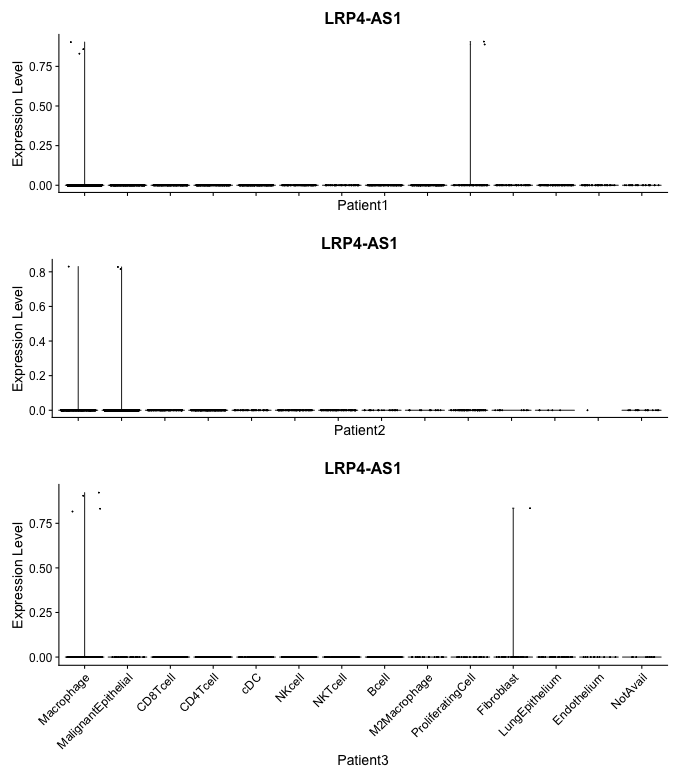 LRP4-AS1
Expression Level
0.75
0.50
0.25
0.00
Patient1
LRP4-AS1
Expression Level
0.8
0.6
0.4
0.2
0.0
Patient2
LRP4-AS1
Expression Level
0.75
0.50
0.25
0.00
Macrophage
MalignantEpithelial
CD8Tcell
CD4Tcell
cDC
NKcell
NKTcell
Bcell
M2Macrophage
ProliferatingCell
Fibroblast
LungEpithelium
Endothelium
NotAvail
Patient3